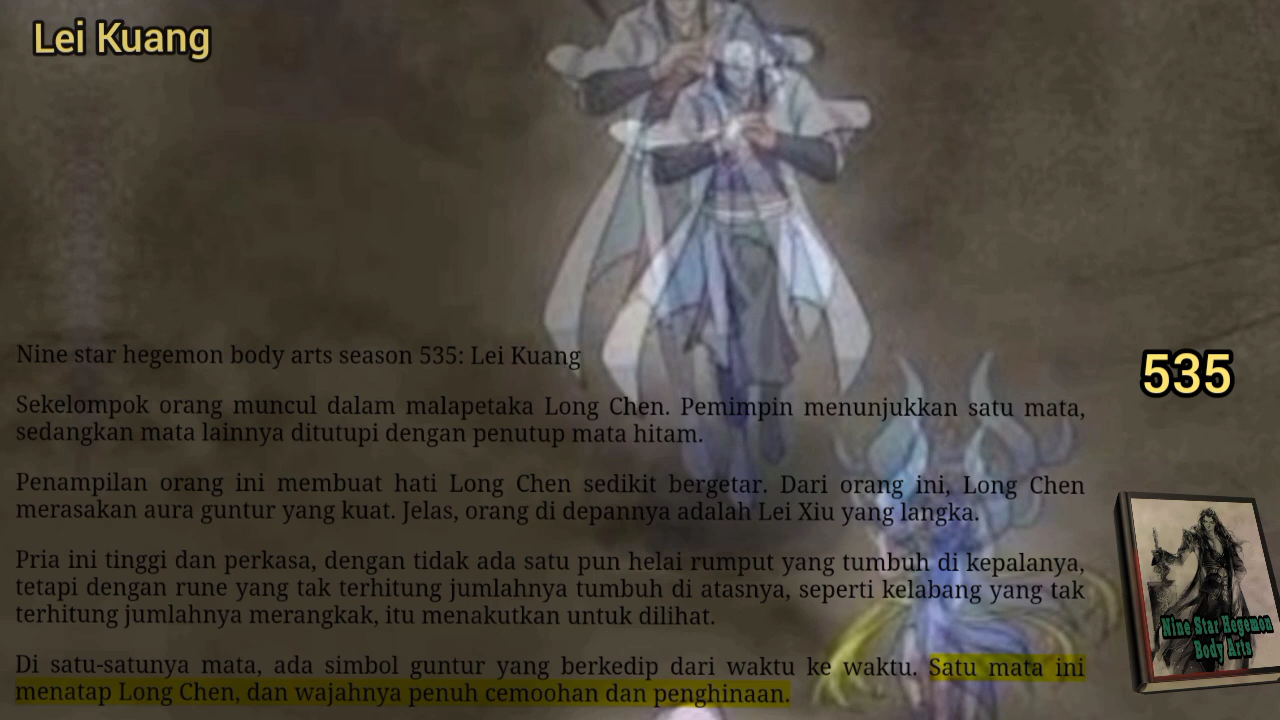 Lei Kuang
Nine star hegemon body arts season 535: Lei Kuang
535
Sekelompok orang muncul dalam malapetaka Long Chen. Pemimpin menunjukkan satu mata,
sedangkan mata lainnya ditutupi dengan penutup mata hitam.
Penampilan orang ini membuat hati Long Chen sedikit bergetar. Dari orang ini, Long Chen
merasakan aura guntur yang kuat. Jelas, orang di depannya adalah Lei Xiu yang langka.
Pria ini tinggi dan perkasa, dengan tidak ada satu pun helai rumput yang tumbuh di kepalanya,
tetapi dengan rune yang tak terhitung jumlahnya tumbuh di atasnya, seperti kelabang yang tak
terhitung jumlahnya merangkak, itu menakutkan untuk dilihat.
Di satu-satunya mata, ada simbol guntur yang berkedip dari waktu ke waktu. Satu mata ini
menatap Long Chen, dan wajahnya penuh cemoohan dan penghinaan.
Nine Star Hegemon
Body Arts